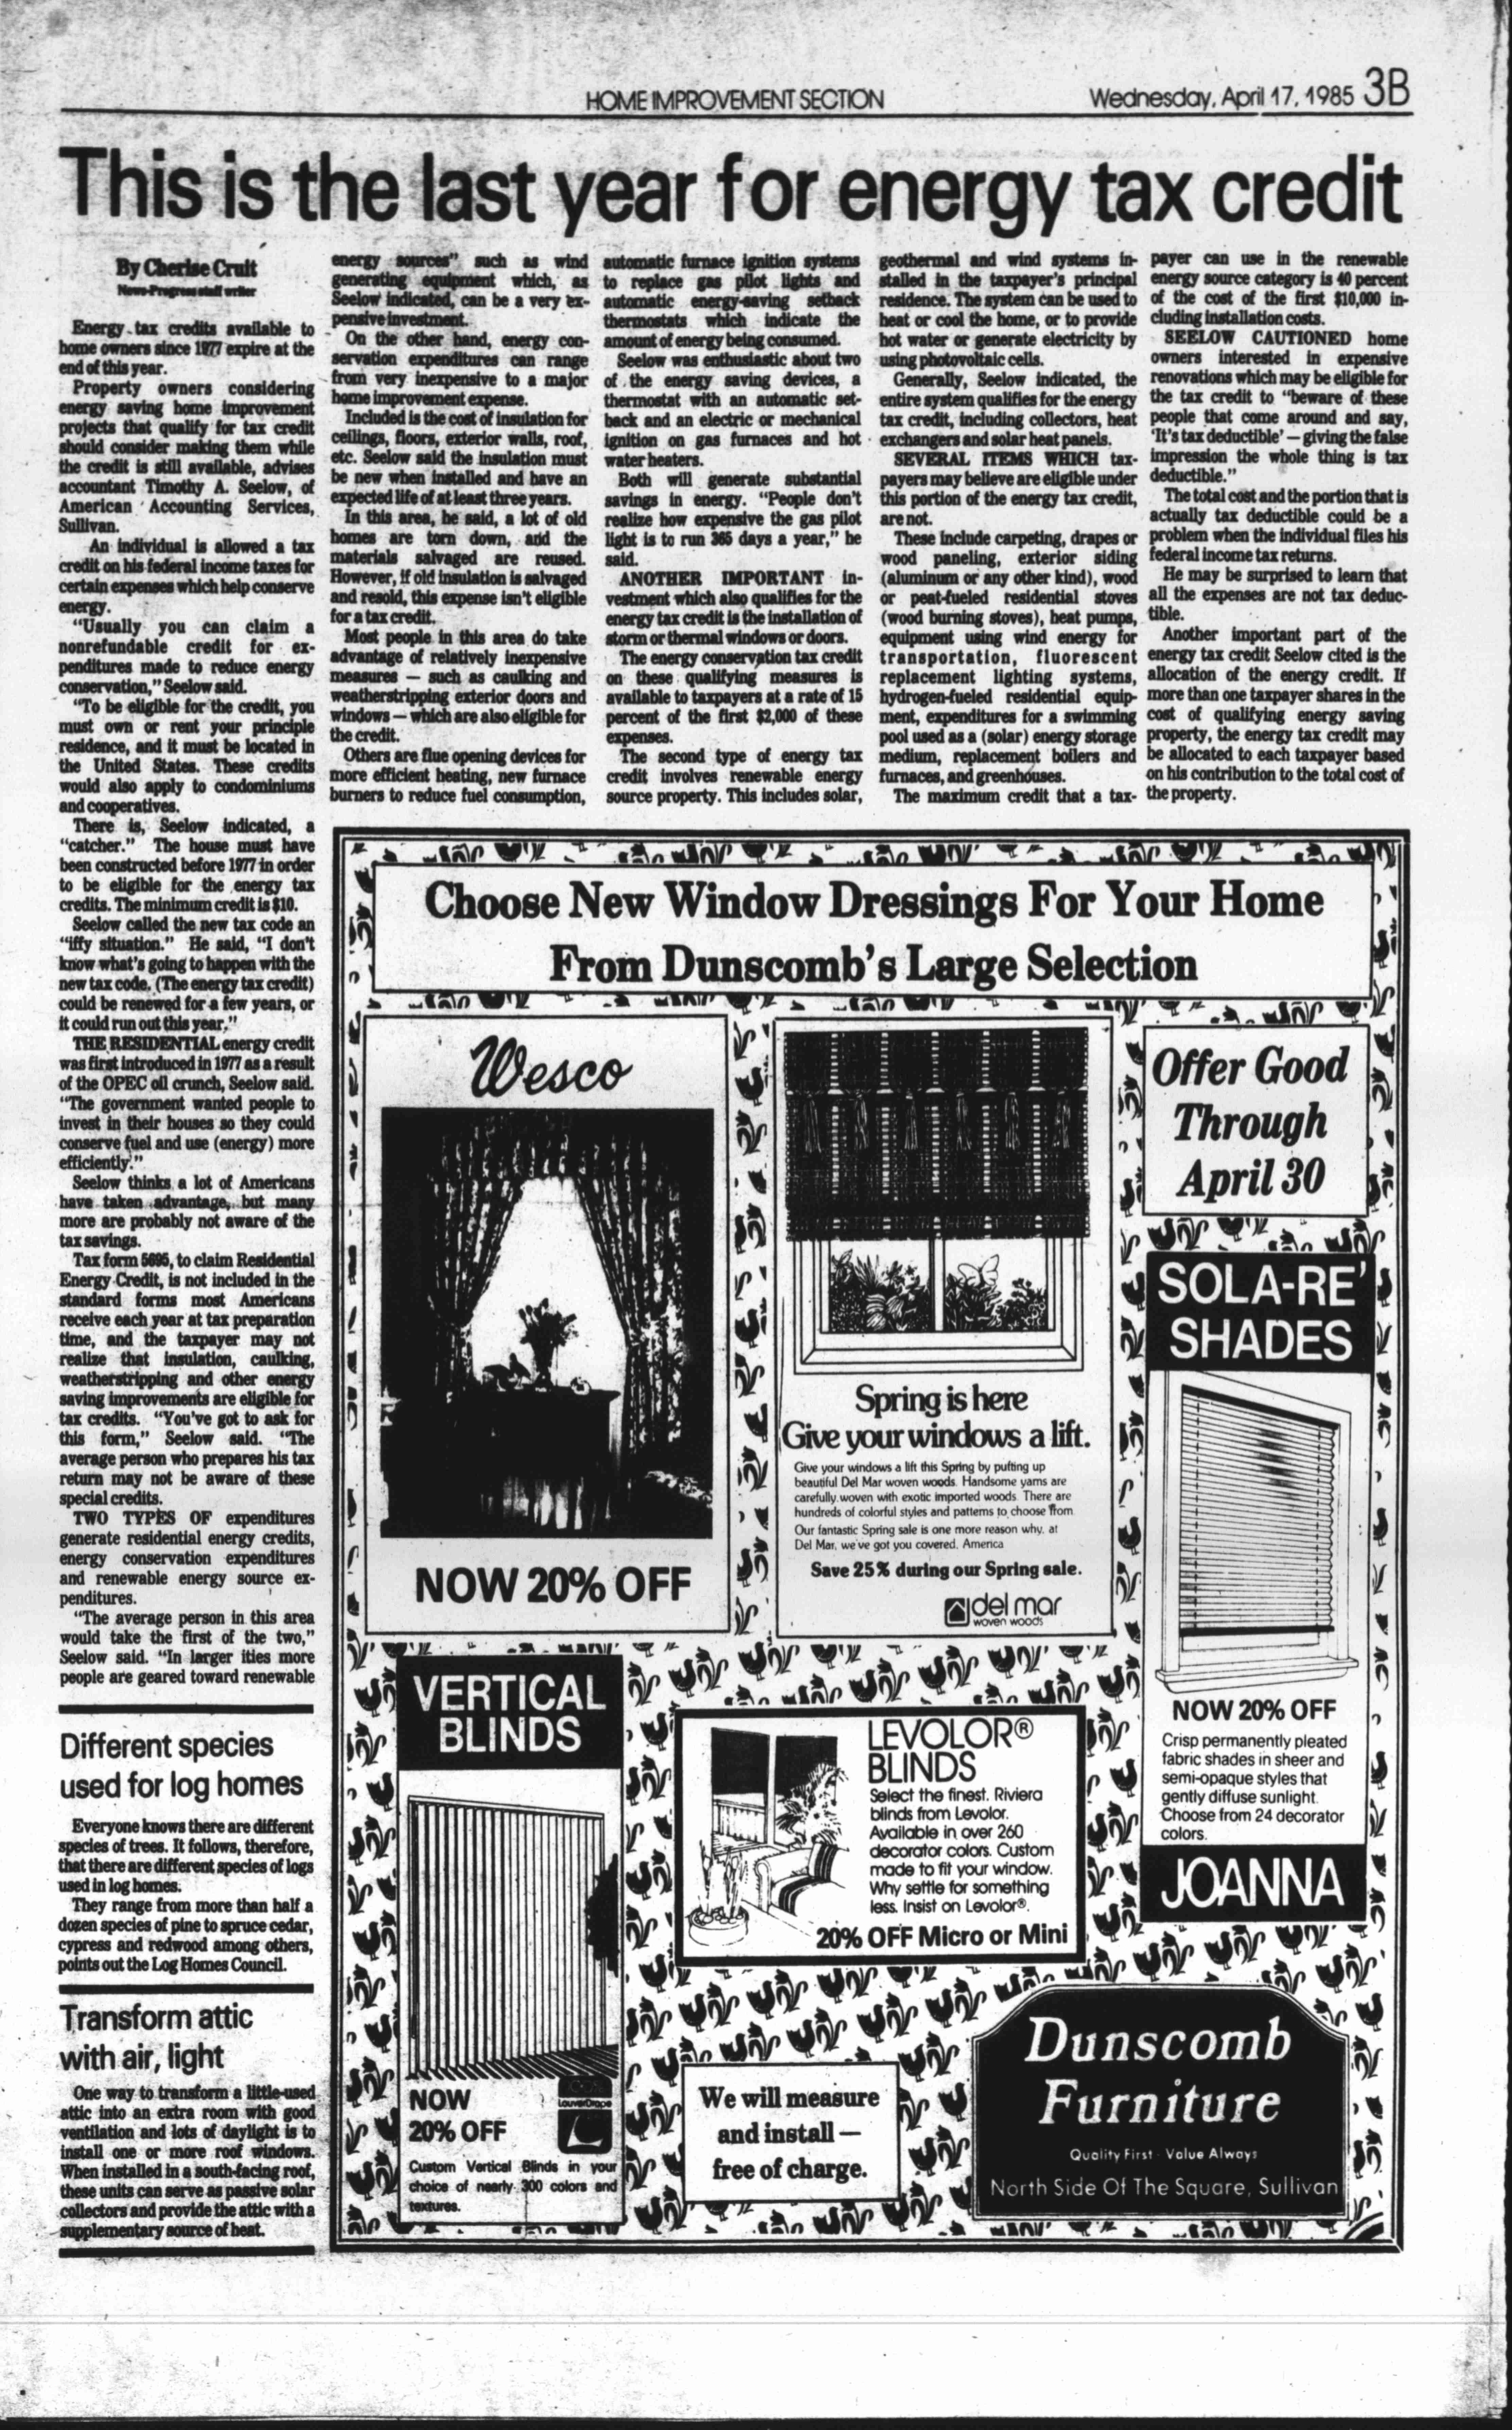 HOME IMPROVEMENT SECTION
Wednesday, April 17, 1985 3B
This is the last year for energy tax credit
By Cherise Cruit
News-Progress staff writer
Energy tax credits available to
home owners since 1977 expire at the
end of this year.
Property owners considering
energy saving home improvement
projects that qualify for tax credit
should consider making them while
the credit is still available, advises
accountant Timothy A. Seelow, of
American Accounting Services,
Sullivan.
An individual is allowed a tax
credit on his federal income taxes for
certain expenses which help conserve
energy.
"Usually you can claim a
nonrefundable credit for ex-
penditures made to reduce energy
conservation," Seelow said.
"To be eligible for the credit, you
must own or rent your principle
residence, and it must be located in
the United States. These credits
would also apply to condominiums
and cooperatives.
There is, Seelow indicated, a
"catcher." The house must have
been constructed before 1977 in order
to be eligible for the energy tax
credits. The minimum credit is $10.
Seelow called the new tax code an
"iffy situation." He said, "I don't
know what's going to happen with the
new tax code. (The energy tax credit)
could be renewed for a few years, or
it could run out this year."
THE RESIDENTIAL energy credit
was first introduced in 1977 as a result
of the OPEC oil crunch, Seelow said.
"The government wanted people to
invest in their houses so they could
conserve fuel and use (energy) more
efficiently."
Seelow thinks a lot of Americans
have taken advantage, but many
more are probably not aware of the
tax savings.
Tax form 5695, to claim Residential
Energy Credit, is not included in the
standard forms most Americans
receive each year at tax preparation
time, and the taxpayer may not
realize that insulation, caulking,
weatherstripping and other energy
saving improvements are eligible for
tax credits. "You've got to ask for
this form," Seelow said. "The
average person who prepares his tax
return may not be aware of these
special credits.
TWO TYPES OF expenditures
generate residential energy credits,
energy conservation expenditures
and renewable energy source ex-
penditures.
"The average person in this area
would take the first of the two,"
Seelow said. "In larger ities more
people are geared toward renewable
energy sources" such as wind
generating equipment which, as
Seelow indicated, can be a very ex-
pensive investment.
On the other hand, energy con-
servation expenditures can range
from very inexpensive to a major
home improvement expense.
Included is the cost of insulation for
ceilings, floors, exterior walls, roof,
etc. Seelow said the insulation must
be new when installed and have an
expected life of at least three years.
In this area, he said, a lot of old
homes are torn down, and the
materials salvaged are reused.
However, if old insulation is salvaged
and resold, this expense isn't eligible
for a tax credit.
Most people in this area do take
advantage of relatively inexpensive
measures — such as caulking and
weatherstripping exterior doors and
windows — which are also eligible for
the credit.
Others are flue opening devices for
more efficient heating, new furnace
burners to reduce fuel consumption,
automatic furnace ignition systems
to replace gas pilot lights and
automatic energy-saving setback
thermostats which indicate the
amount of energy being consumed.
Seelow was enthusiastic about two
of the energy saving devices, a
thermostat with an automatic set-
back and an electric or mechanical
ignition on gas furnaces and hot
water heaters.
Both will generate substantial
savings in energy. "People don't
realize how expensive the gas pilot
light is to run 365 days a year," he
said.
ANOTHER IMPORTANT in-
vestment which also qualifies for the
energy tax credit is the installation of
storm or thermal windows or doors.
The energy conservation tax credit
on these qualifying measures is
available to taxpayers at a rate of 15
percent of the first $2,000 of these
expenses.
The second type of energy tax
credit involves renewable energy
source property. This includes solar,
geothermal and wind systems in-
stalled in the taxpayer's principal
residence. The system can be used to
heat or cool the home, or to provide
hot water or generate electricity by
using photovoltaic cells.
Generally, Seelow indicated, the
entire system qualifies for the energy
tax credit, including collectors, heat
exchangers and solar heat panels.
SEVERAL ITEMS WHICH tax-
payers may believe are eligible under
this portion of the energy tax credit,
are not.
These include carpeting, drapes or
wood paneling, exterior siding
(aluminum or any other kind), wood
or peat-fueled residential stoves
(wood burning stoves), heat pumps,
equipment using wind energy for
transportation, fluorescent
replacement lighting systems,
hydrogen-fueled residential equip-
ment, expenditures for a swimming
pool used as a (solar) energy storage
medium, replacement boilers and
furnaces, and greenhouses.
The maximum credit that a tax-
payer can use in the renewable
energy source category is 40 percent
of the cost of the first $10,000 in-
cluding installation costs.
SEELOW CAUTIONED home
owners interested in expensive
renovations which may be eligible for
the tax credit to "beware of these
people that come around and say,
'It's tax deductible' — giving the false
impression the whole thing is tax
deductible."
The total cost and the portion that is
actually tax deductible could be a
problem when the individual files his
federal income tax returns.
He may be surprised to learn that
all the expenses are not tax deduc-
tible.
Another important part of the
energy tax credit Seelow cited is the
allocation of the energy credit. If
more than one taxpayer shares in the
cost of qualifying energy saving
property, the energy tax credit may
be allocated to each taxpayer based
on his contribution to the total cost of
the property.
Different species
used for log homes
Everyone knows there are different
species of trees. It follows, therefore,
that there are different species of logs
used in log homes.
They range from more than half a
dozen species of pine to spruce cedar,
cypress and redwood among others,
points out the Log Homes Council.
Transform attic
with air, light
One way to transform a little-used
attic into an extra room with good
ventilation and lots of daylight is to
install one or more roof windows.
When installed in a south-facing roof,
these units can serve as passive solar
collectors and provide the attic with a
supplementary source of heat.
Choose New Window Dressings For Your Home
From Dunscomb's Large Selection
Wesco
NOW 20% OFF
Spring is here
Give your windows a lift.
Give your windows a lift this Spring by putting up
beautiful Del Mar woven woods. Handsome yarns are
carefully woven with exotic imported woods. There are
hundreds of colorful styles and patterns to choose from.
Our fantastic Spring sale is one more reason why, at
Del Mar, we've got you covered, America
Save 25% during our Spring sale.
del mar
woven woods
Offer Good
Through
April 30
SOLA-RE'
SHADES
NOW 20% OFF
Crisp permanently pleated
fabric shades in sheer and
semi-opaque styles that
gently diffuse sunlight.
Choose from 24 decorator
colors.
JOANNA
VERTICAL
BLINDS
NOW
20% OFF
LouverDrape
Custom Vertical Blinds in your
choice of nearly 300 colors and
textures.
LEVOLOR®
BLINDS
Select the finest. Riviera
blinds from Levolor.
Available in over 260
decorator colors. Custom
made to fit your window.
Why settle for something
less. Insist on Levolor®.
20% OFF Micro or Mini
We will measure
and install —
free of charge.
Dunscomb
Furniture
Quality First - Value Always
North Side Of The Square, Sullivan